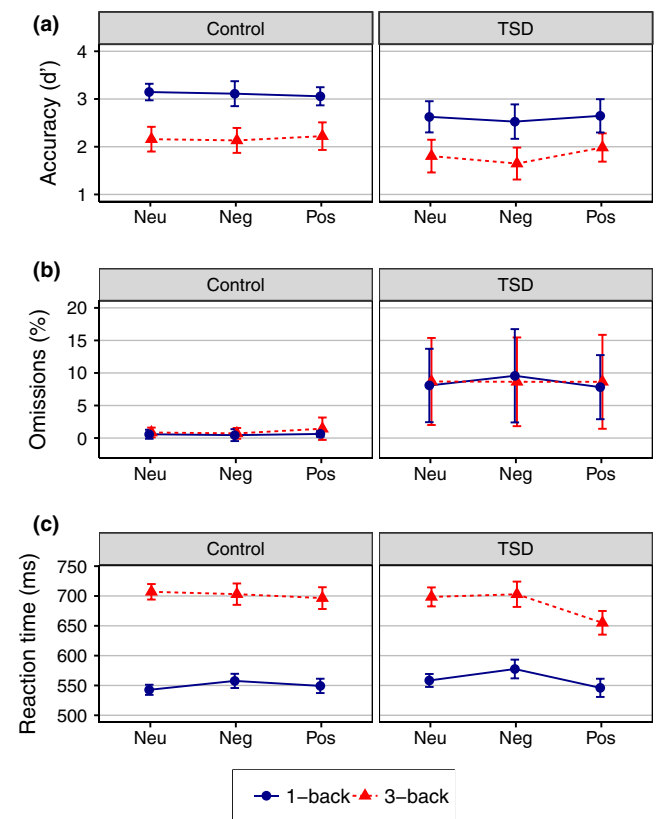 (a)
Control TSD
Accuracy (d')
4
3
2
1
Neu Neg Pos Neu Neg Pos
(b)
Control TSD
Omissions (%)
20
15
10
5
0
Neu Neg Pos Neu Neg Pos
(c)
Control TSD
Reaction time (ms)
750
700
650
600
550
500
Neu Neg Pos Neu Neg Pos
1-back 3-back